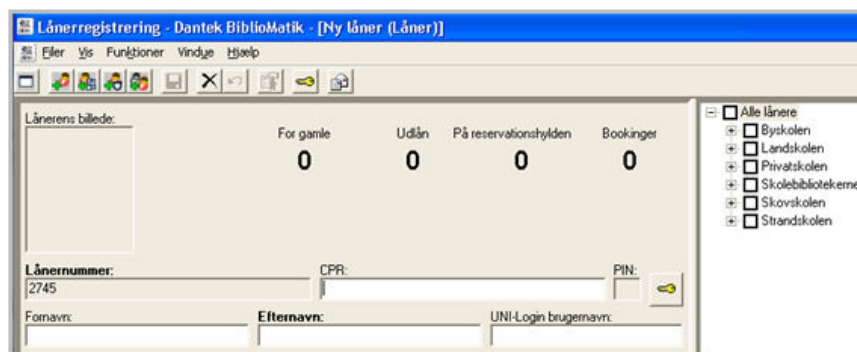 Lånerregistrering - Dantek BiblioMatik - [Ny låner (Låner)]
Filer Vis Funktioner Vindue Hjælp
Lånerens billede:
For gamle Udlån På reservationshylden Bookinger
0 0 0 0
Lånernummer: CPR: PIN:
2745
Fornavn: Efternavn: UNI-Login brugernavn:
Alle lånere
Byskolen
Landskolen
Privatskolen
Skolebibliotekerne
Skovskolen
Strandskolen